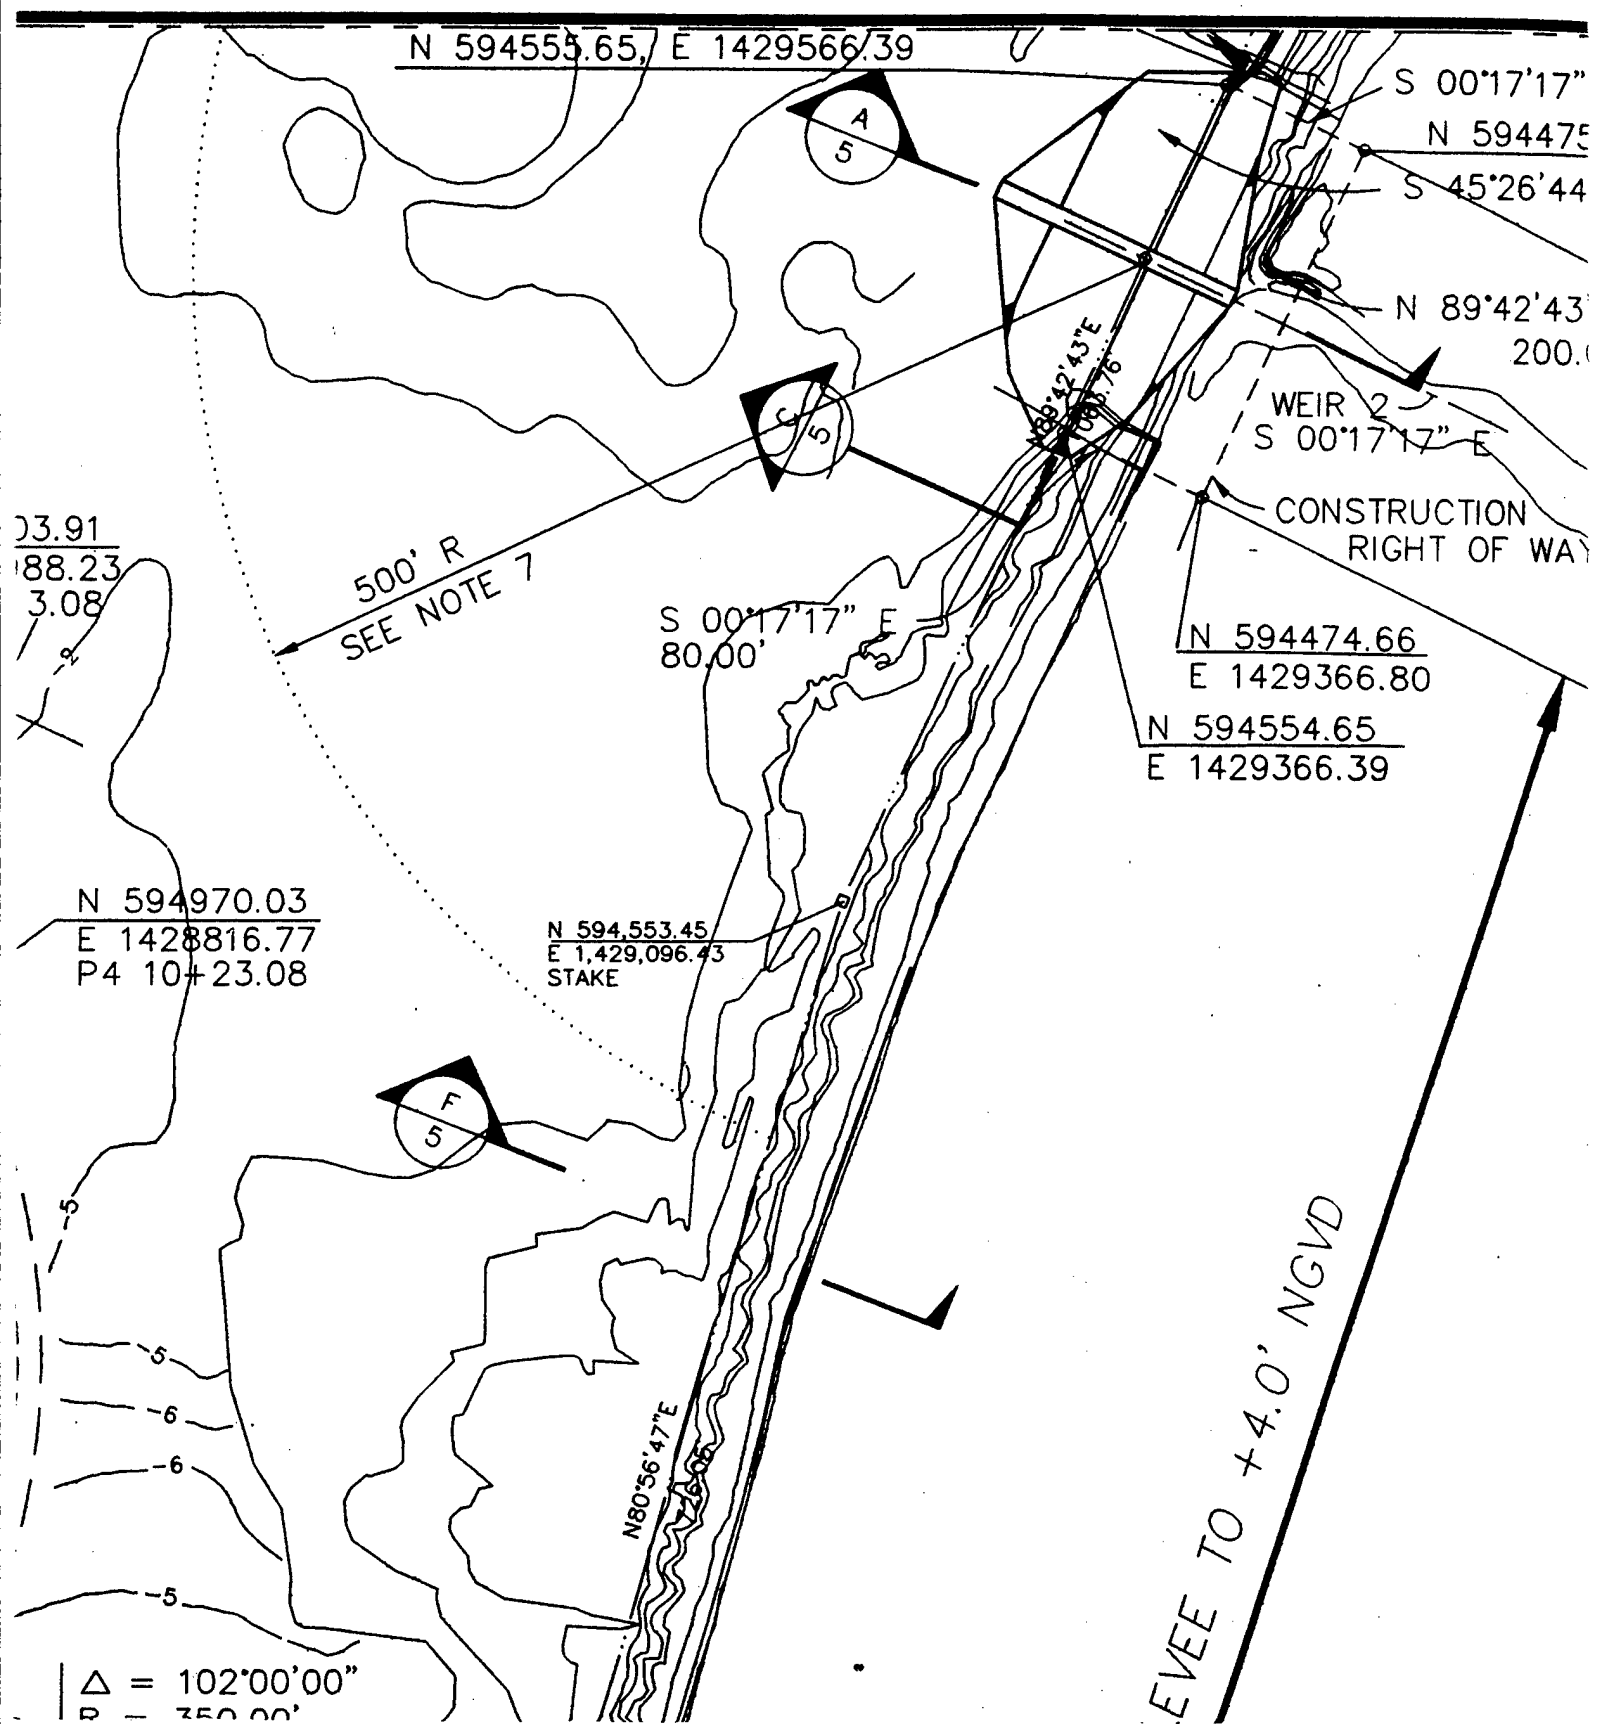 N 594555.65, E 1429566.39
S 00°17'17"
N 594475
S 45°26'44
A
5
N 89°42'43"
200.
N89°42'43"E
WEIR 2
S 00°17'17" E
C
5
CONSTRUCTION
RIGHT OF WAY
03.91
88.23
3.08
500' R
SEE NOTE 7
-2
S 00°17'17" E
80.00'
N 594474.66
E 1429366.80
N 594554.65
E 1429366.39
N 594970.03
E 1428816.77
P4 10+23.08
N 594,553.45
E 1,429,096.43
STAKE
F
5
-5
-5
-6
-6
-5
N80°56'47"E
EVEE TO +4.0' NGVD
Δ = 102°00'00"
R = 350.00'